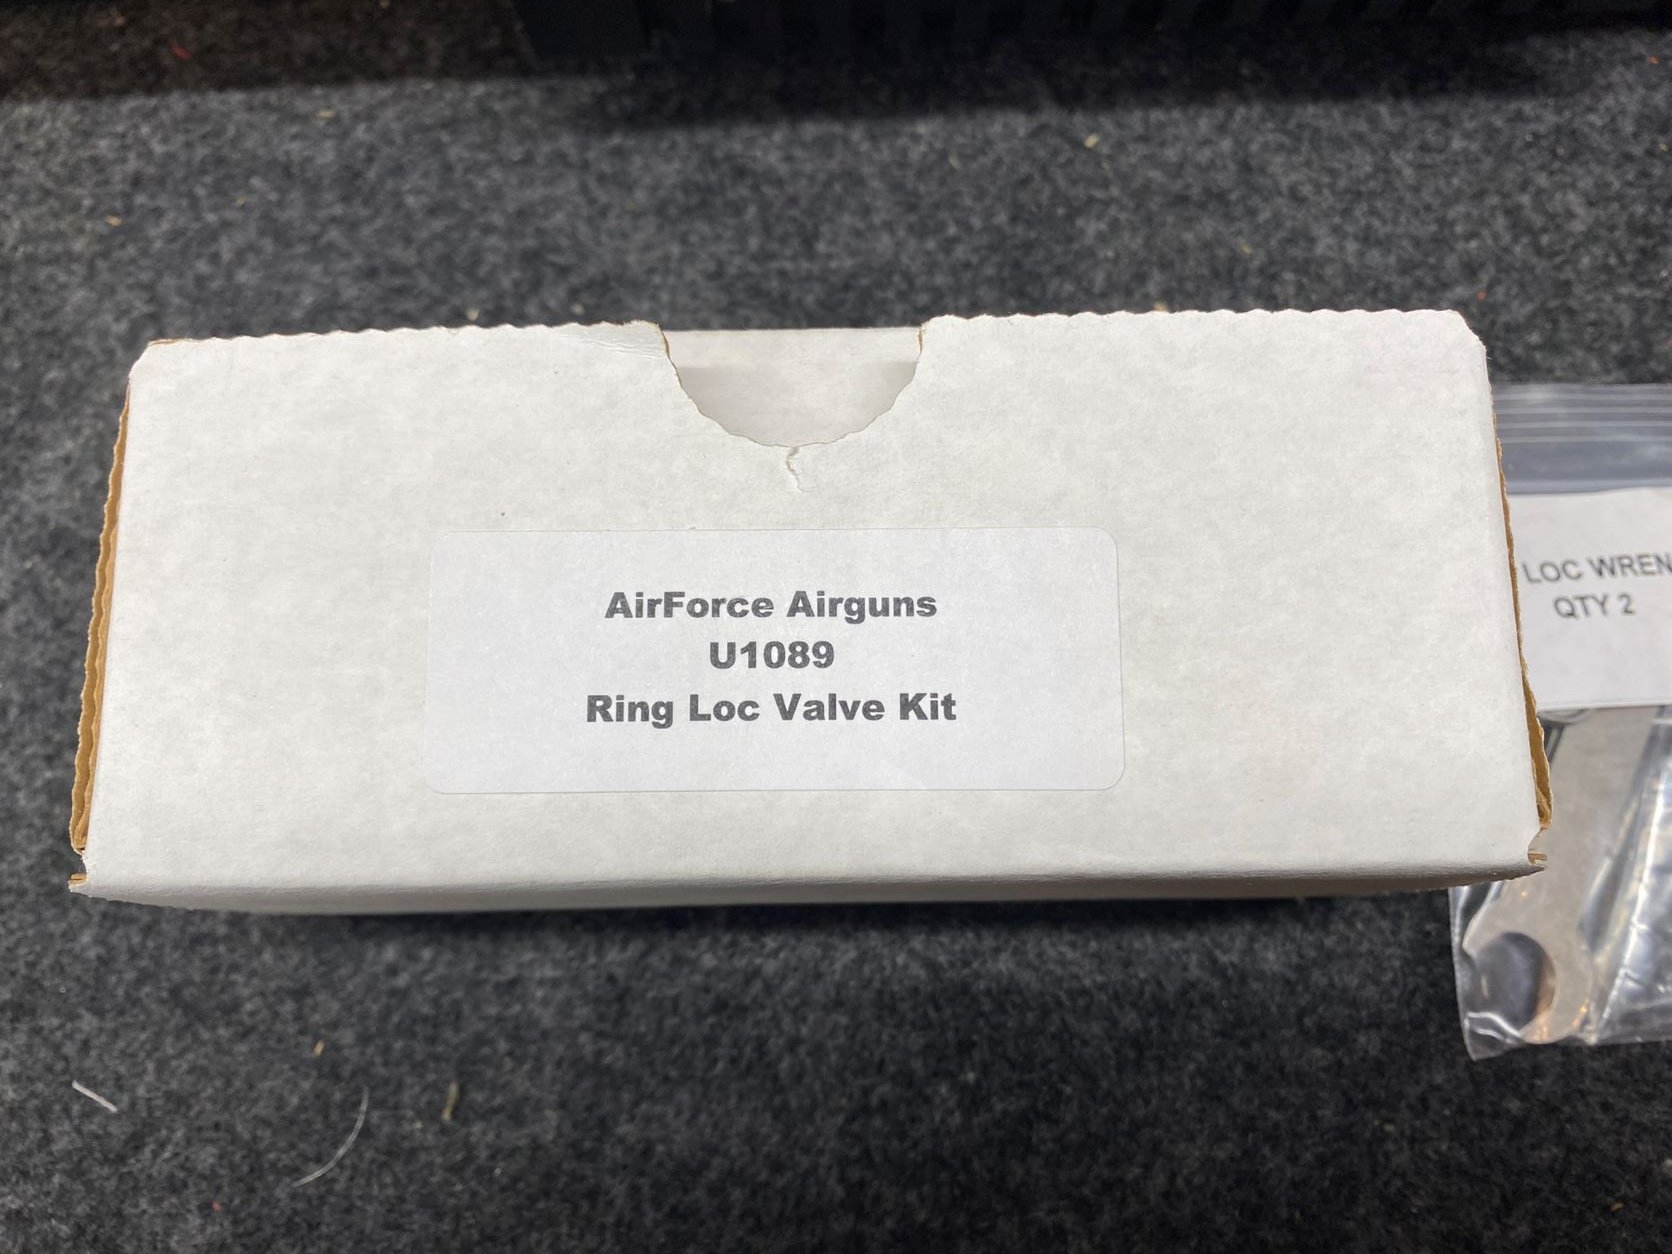 AirForce Airguns
U1089
Ring Loc Valve Kit
LOC WREN
QTY 2